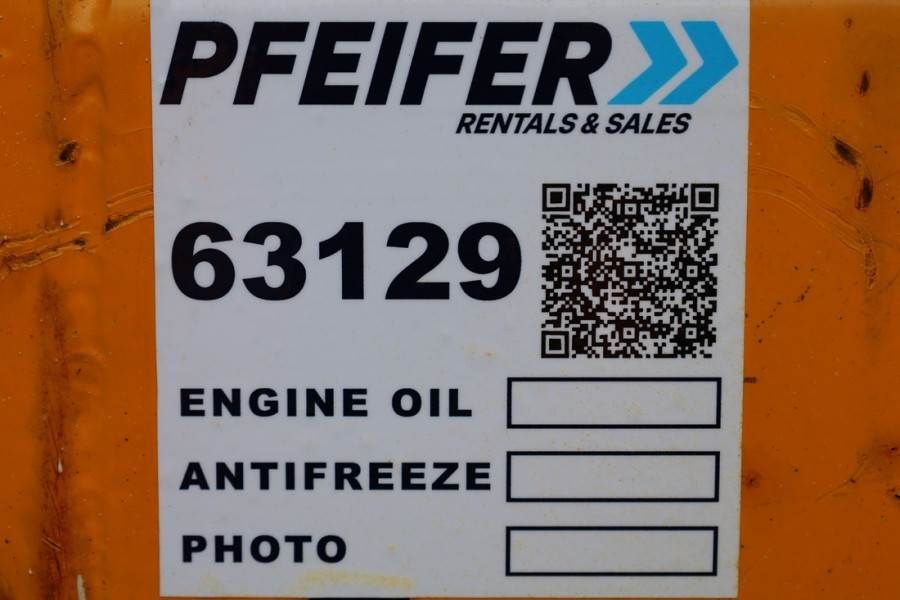 PFEIFER
RENTALS & SALES
63129
ENGINE OIL
ANTIFREEZE
PHOTO